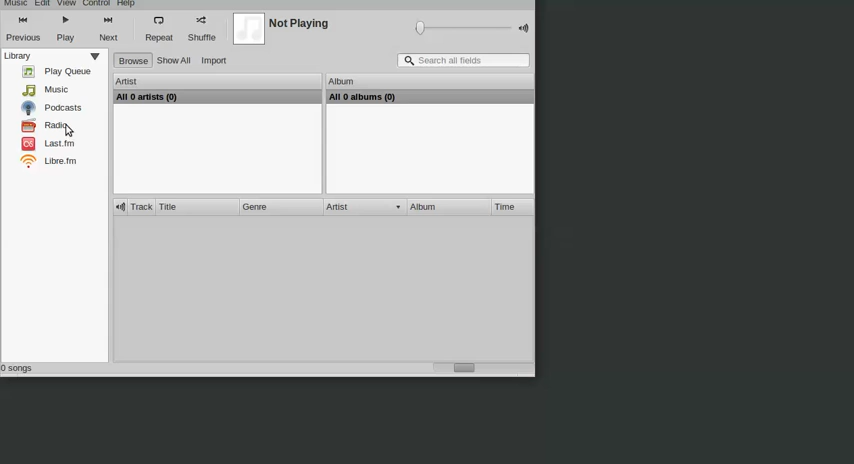 Music Edit View Control Help
Previous Play Next Repeat Shuffle
Not Playing
Library
Play Queue
Music
Podcasts
Radio
Last.fm
Libre.fm
Browse Show All Import
Search all fields
Artist
All 0 artists (0)
Album
All 0 albums (0)
Track Title Genre Artist Album Time
0 songs